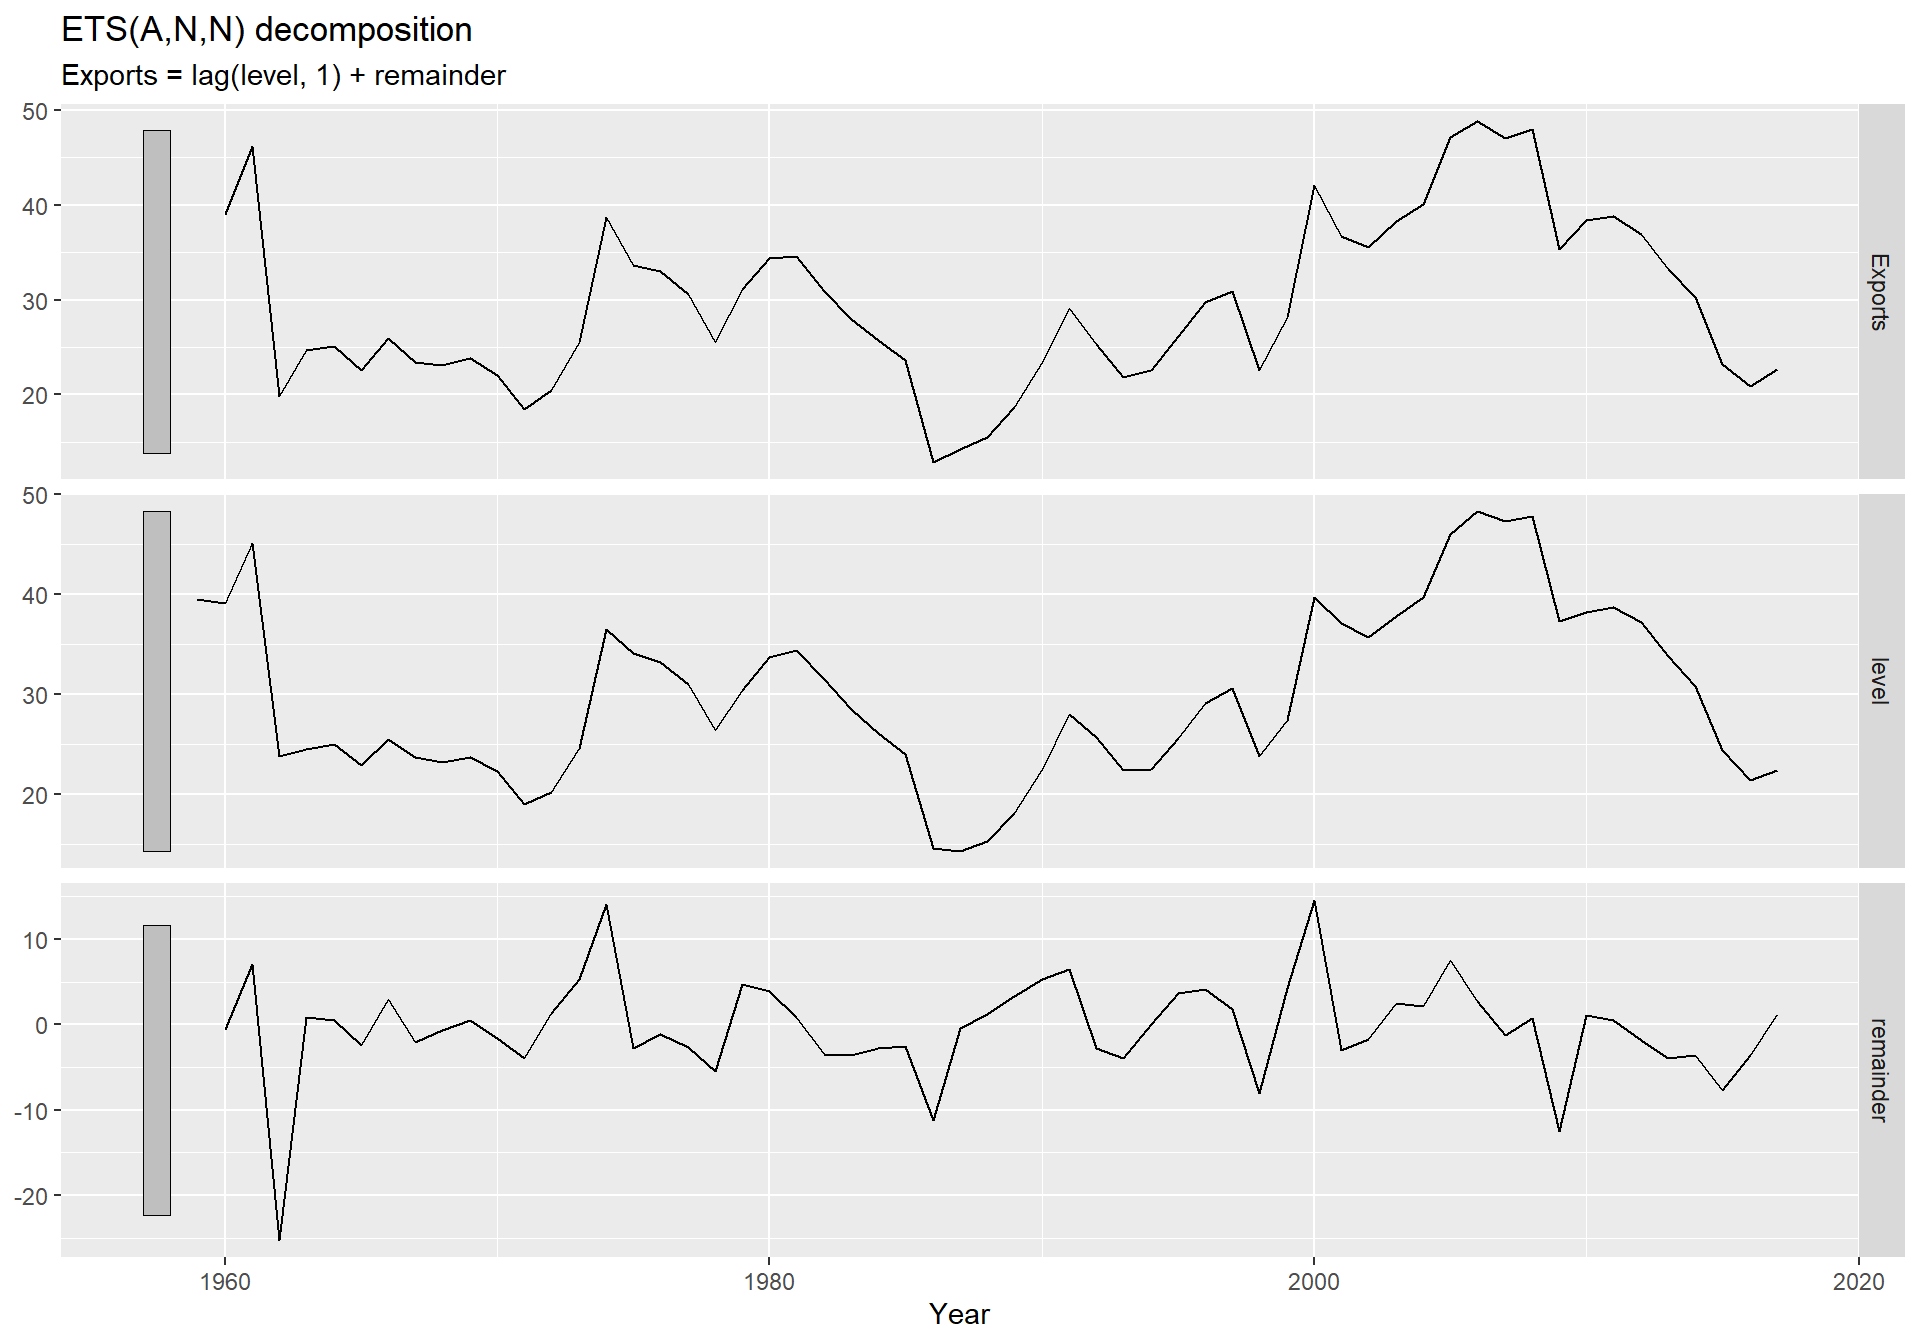 ETS(A,N,N) decomposition
Exports = lag(level, 1) + remainder
50
40
30
20
Exports
50
40
30
20
level
10
0
-10
-20
remainder
1960 1980 2000 2020
Year